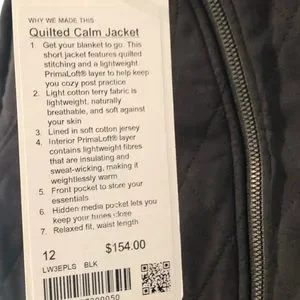 WHY WE MADE THIS
Quilted Calm Jacket
1. Get your blanket to go. This
short jacket features quilted
stitching and a lightweight
PrimaLoft® layer to help keep
you cozy post practice
2. Light cotton terry fabric is
lightweight, naturally
breathable, and soft against
your skin
3. Lined in soft cotton jersey
4. Interior PrimaLoft® layer
contains lightweight fibres
that are insulating and
sweat-wicking, making it
weightlessly warm
5. Front pocket to store your
essentials
6. Hidden media pocket lets you
keep your tunes close
7. Relaxed fit, waist length
12 $154.00
LW3EPLS BLK